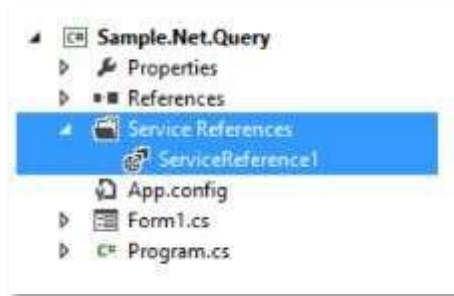 C# Sample.Net.Query
Properties
References
Service References
ServiceReference1
App.config
Form1.cs
C# Program.cs